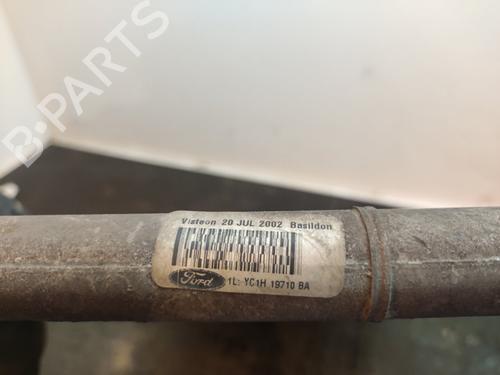 B-PARTS
Visteon 20 JUL 2002 Basildon
Ford
1L: YC1H 19710 BA